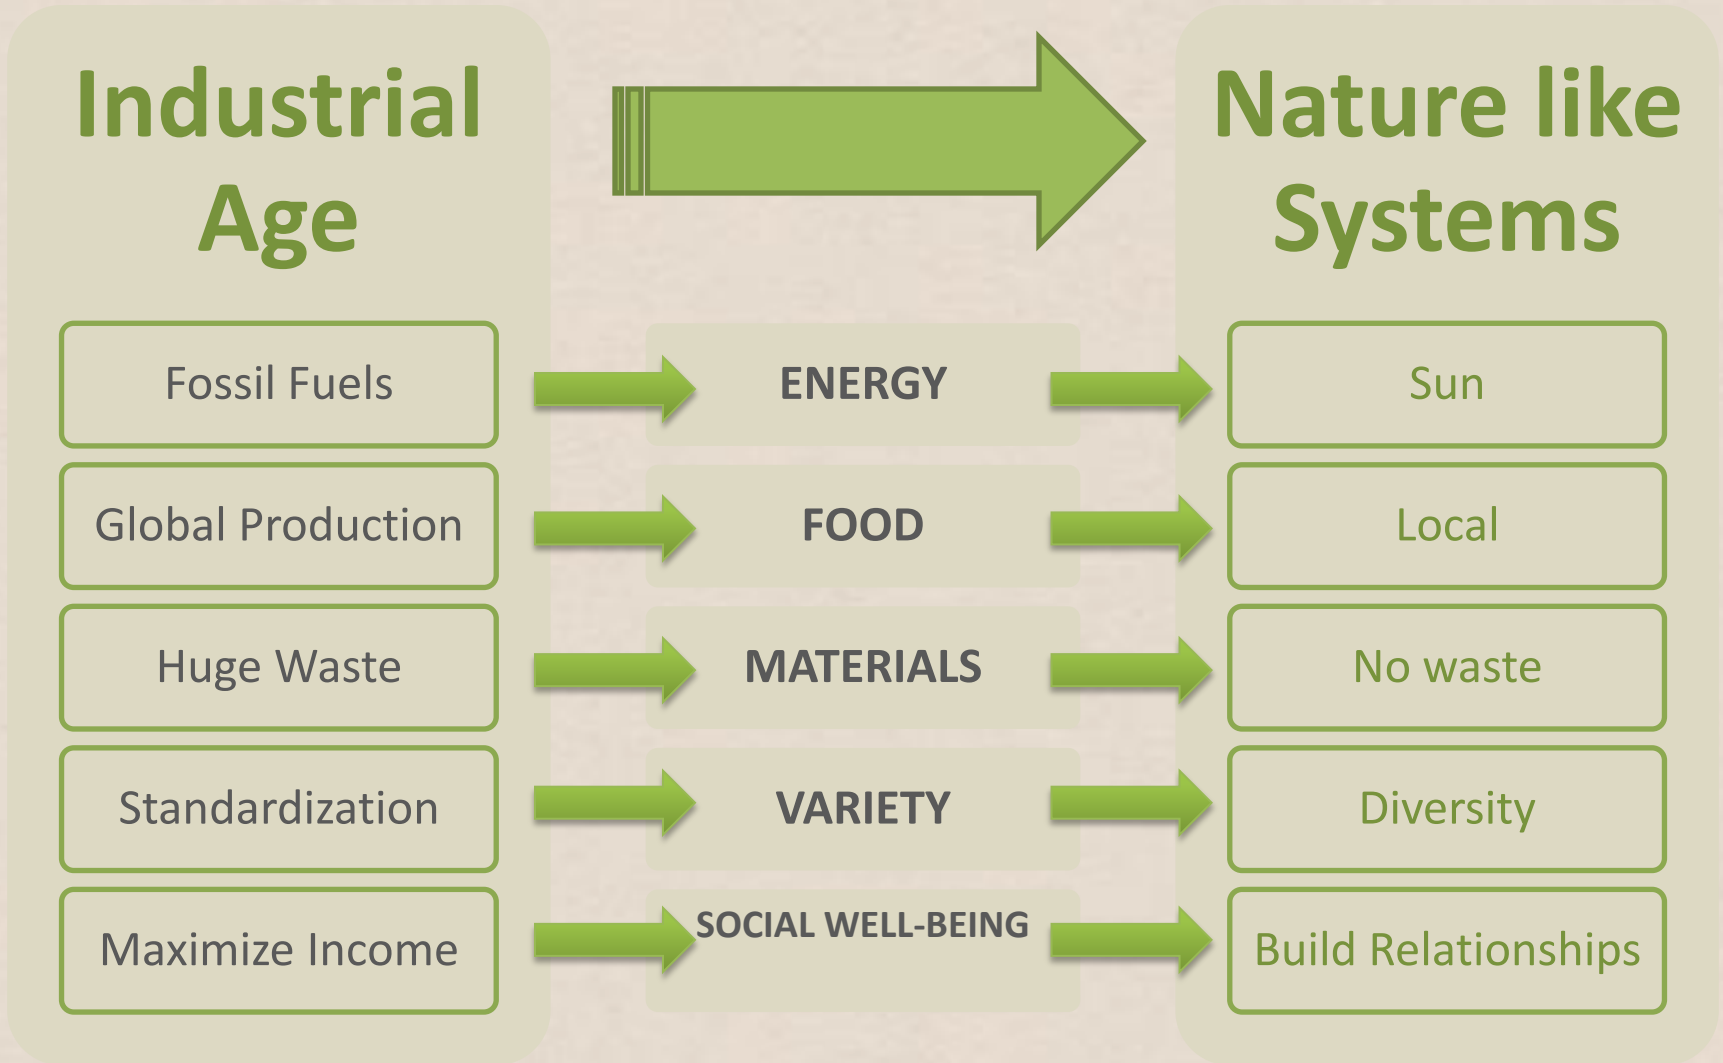 Industrial
Age
Nature like
Systems
Fossil Fuels
ENERGY
Sun
Global Production
FOOD
Local
Huge Waste
MATERIALS
No waste
Standardization
VARIETY
Diversity
Maximize Income
SOCIAL WELL-BEING
Build Relationships